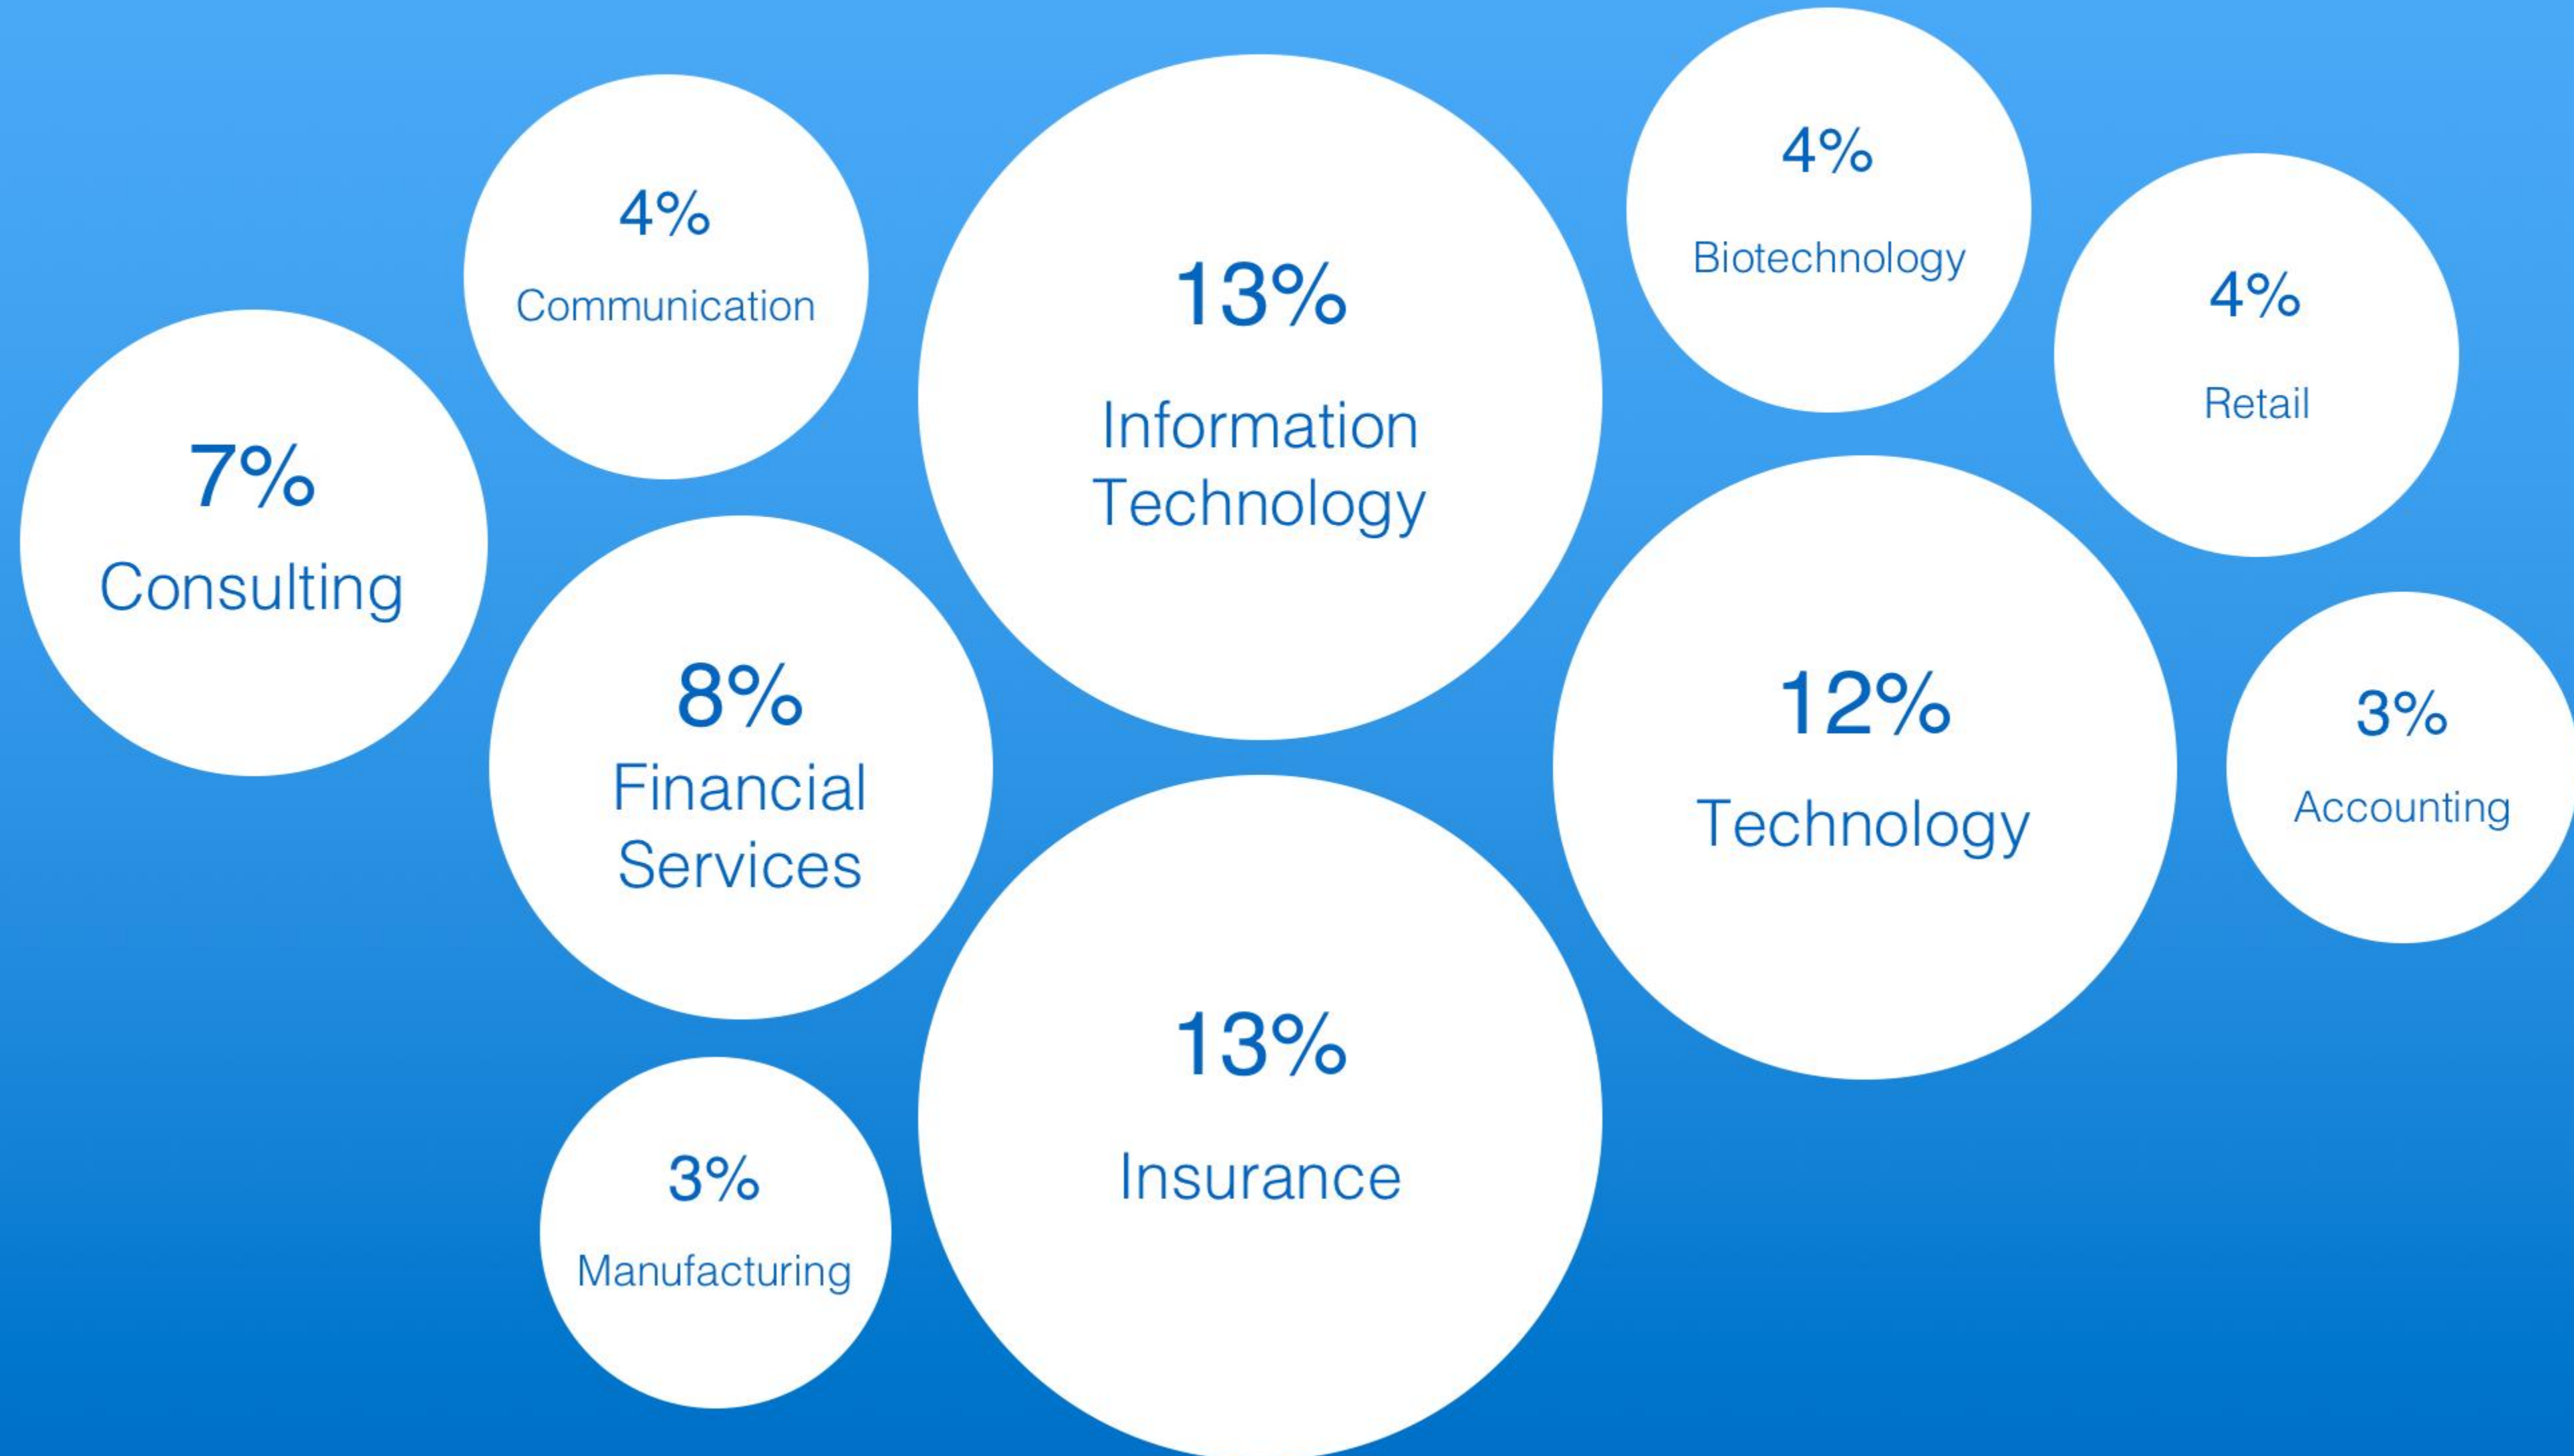 4%
Communication
13%
Information
Technology
4%
Biotechnology
4%
Retail
7%
Consulting
8%
Financial
Services
12%
Technology
3%
Accounting
13%
Insurance
3%
Manufacturing